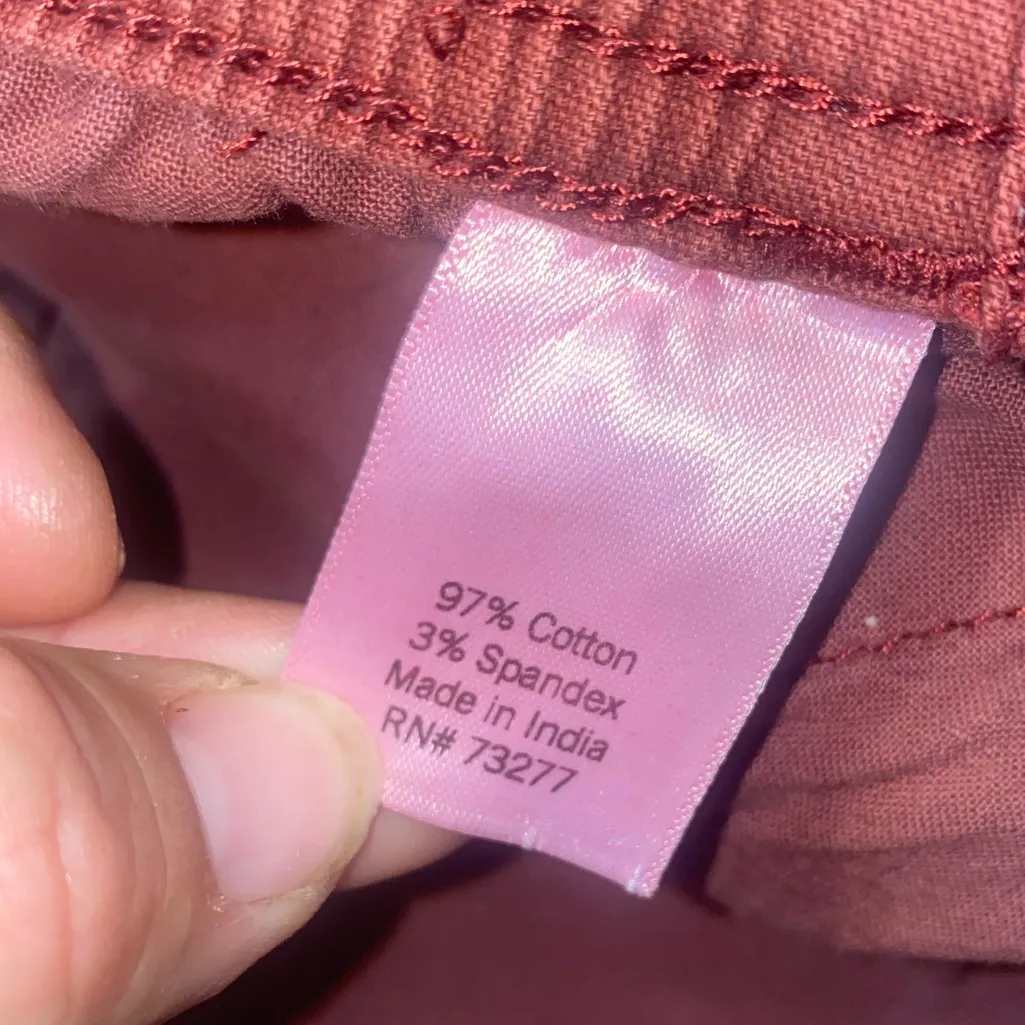 97% Cotton
3% Spandex
Made in India
RN# 73277